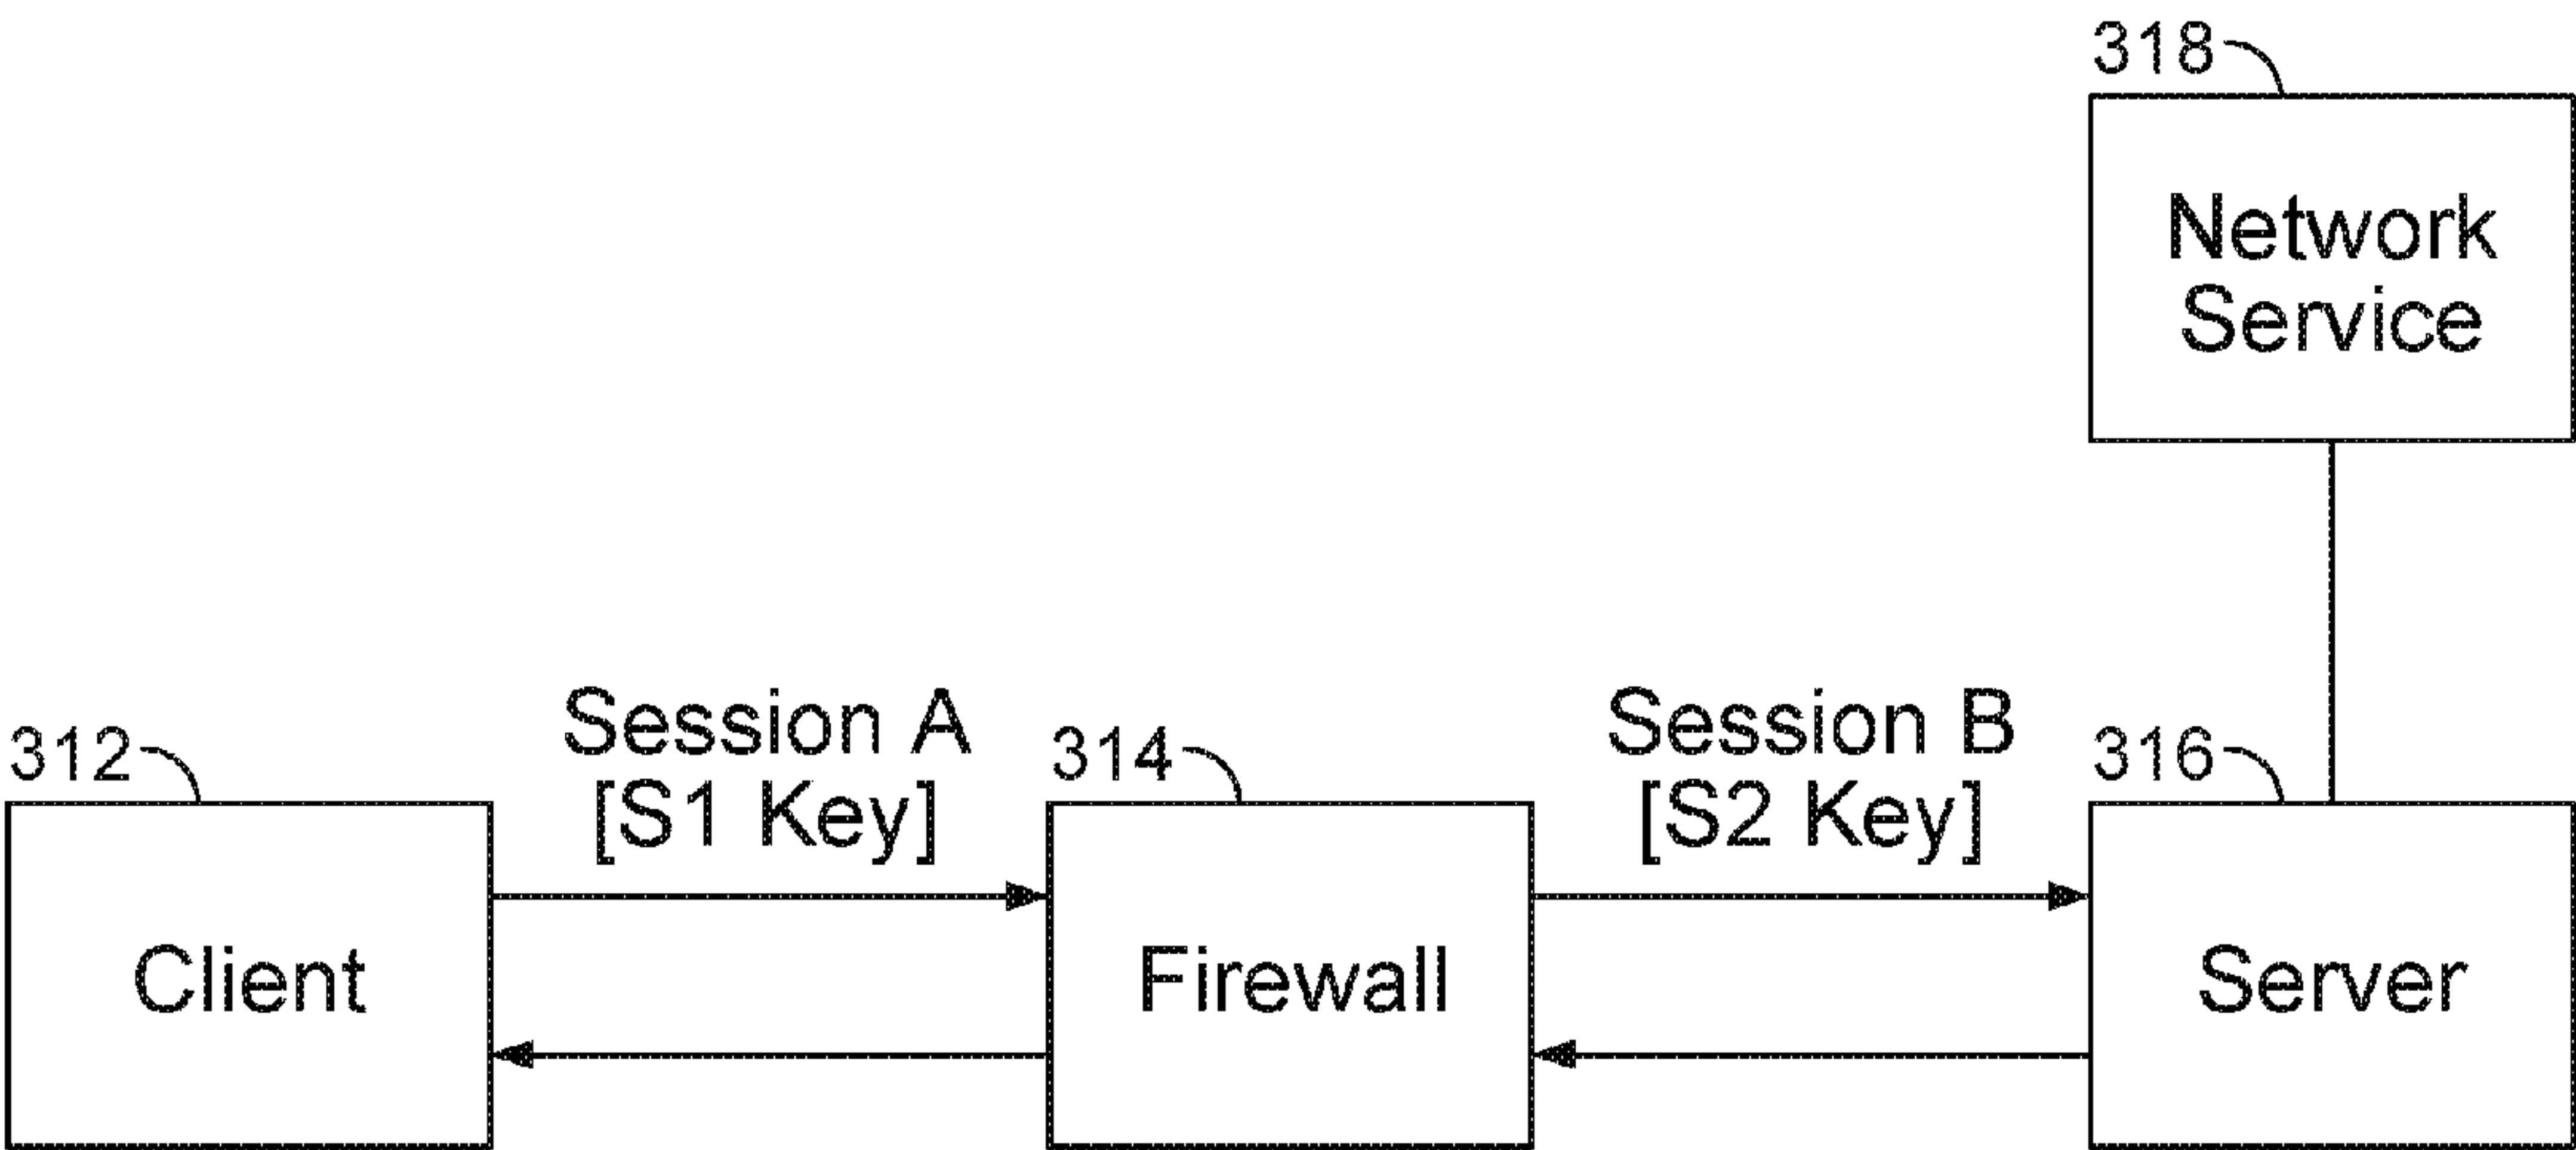 318
Network
Service
Session A
[S1 Key]
Session B
[S2 Key]
312
314
316
Client
Firewall
Server